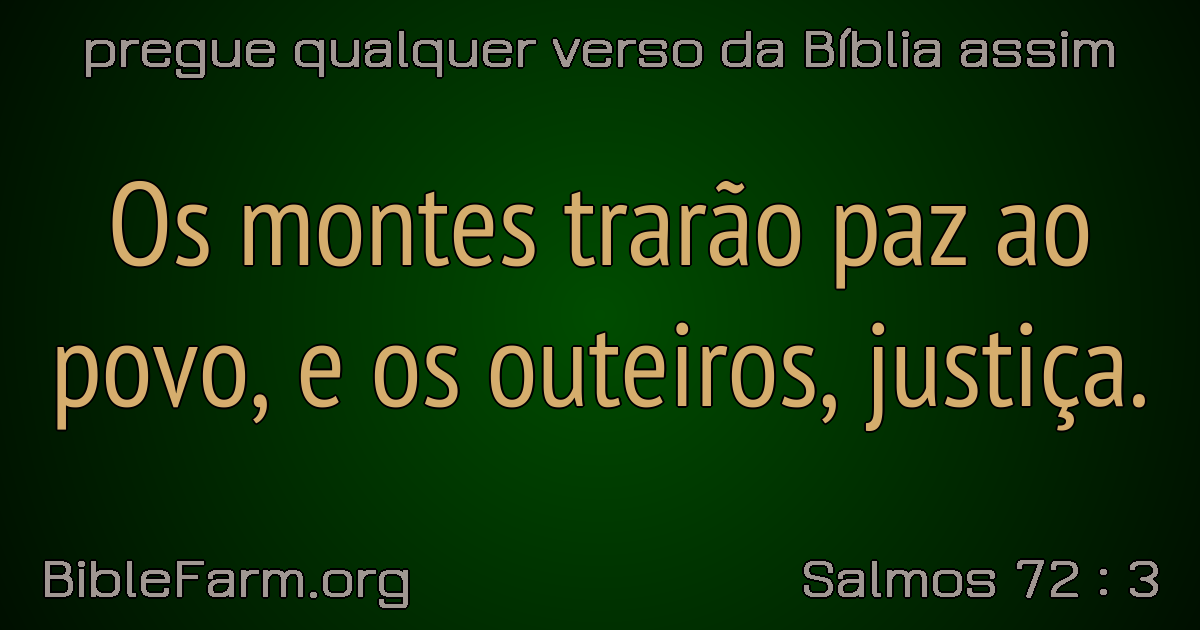 pregue qualquer verso da Bíblia assim
Os montes trarão paz ao
povo, e os outeiros, justiça.
BibleFarm.org
Salmos 72 : 3